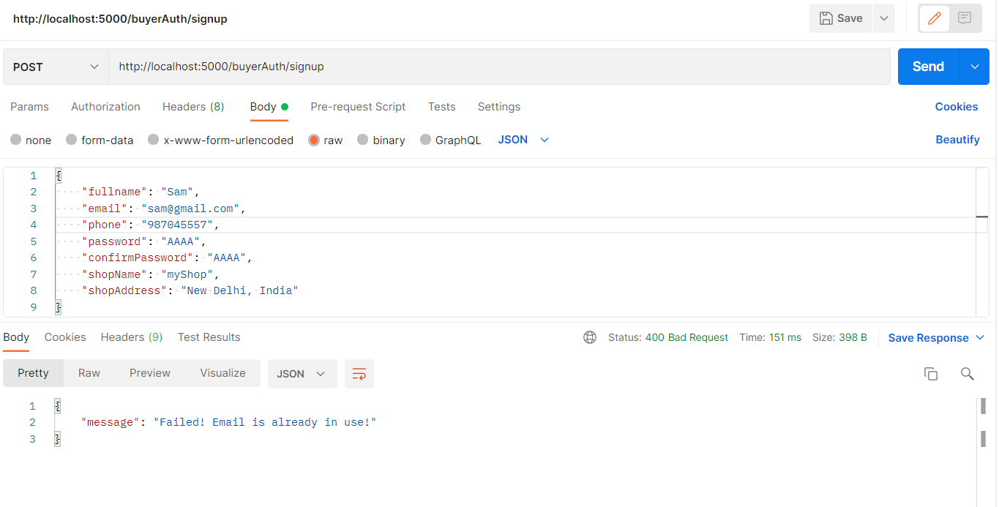 http://localhost:5000/buyerAuth/signup
Save
POST
http://localhost:5000/buyerAuth/signup
Send
Params Authorization Headers (8) Body Pre-request Script Tests Settings Cookies
none form-data x-www-form-urlencoded raw binary GraphQL JSON Beautify
1 {
2 "fullname": "Sam",
3 "email": "sam@gmail.com",
4 "phone": "987045557",
5 "password": "AAAA",
6 "confirmPassword": "AAAA",
7 "shopName": "myShop",
8 "shopAddress": "New Delhi, India"
9 }
Body Cookies Headers (9) Test Results Status: 400 Bad Request Time: 151 ms Size: 398 B Save Response
Pretty Raw Preview Visualize JSON
1 {
2 "message": "Failed! Email is already in use!"
3 }